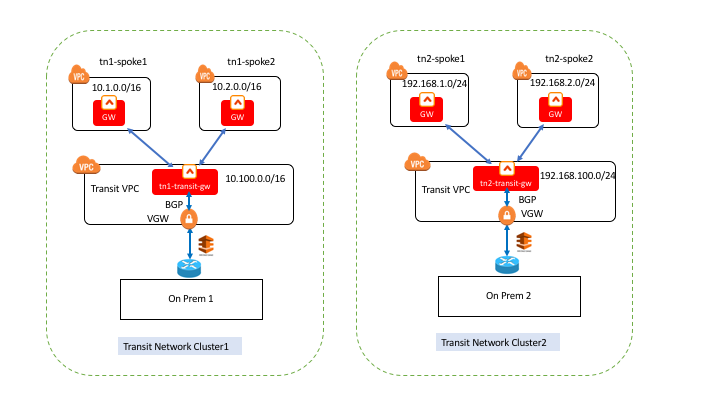 tn1-spoke1
tn1-spoke2
VPC
10.1.0.0/16
GW
VPC
10.2.0.0/16
GW
VPC
Transit VPC
10.100.0.0/16
tn1-transit-gw
BGP
VGW
On Prem 1
Transit Network Cluster1
tn2-spoke1
tn2-spoke2
VPC
192.168.1.0/24
GW
VPC
192.168.2.0/24
GW
VPC
Transit VPC
192.168.100.0/24
tn2-transit-gw
BGP
VGW
On Prem 2
Transit Network Cluster2